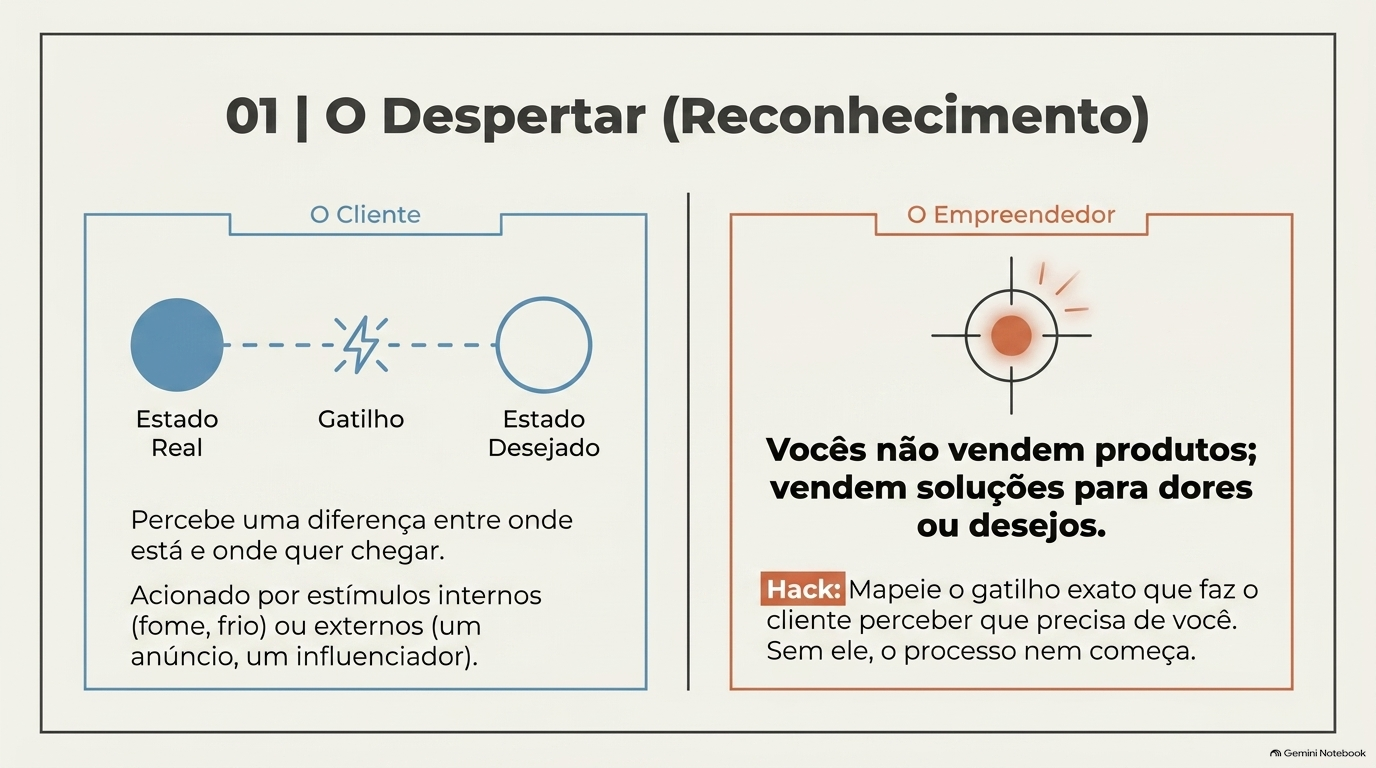 01 | O Despertar (Reconhecimento)
O Cliente
Estado
Real
Gatilho
Estado
Desejado
Percebe uma diferença entre onde
está e onde quer chegar.
Acionado por estímulos internos
(fome, frio) ou externos (um
anúncio, um influenciador).
O Empreendedor
Vocês não vendem produtos;
vendem soluções para dores
ou desejos.
Hack: Mapeie o gatilho exato que faz o
cliente perceber que precisa de você.
Sem ele, o processo nem começa.
Gemini Notebook